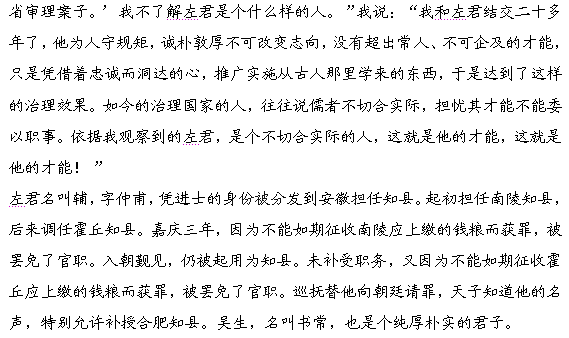 省审理案子。’我不了解左君是个什么样的人。”我说：“我和左君结交二十多
年了，他为人守规矩，诚朴敦厚不可改变志向，没有超出常人、不可企及的才能，
只是凭借着忠诚而洞达的心，推广实施从古人那里学来的东西，于是达到了这样
的治理效果。如今的治理国家的人，往往说儒者不切合实际，担忧其才能不能委
以职事。依据我观察到的左君，是个不切合实际的人，这就是他的才能，这就是
他的才能！”
左君名叫辅，字仲甫，凭进士的身份被分发到安徽担任知县。起初担任南陵知县，
后来调任霍丘知县。嘉庆三年，因为不能如期征收南陵应上缴的钱粮而获罪，被
罢免了官职。入朝觐见，仍被起用为知县。未补受职务，又因为不能如期征收霍
丘应上缴的钱粮而获罪，被罢免了官职。巡抚替他向朝廷请罪，天子知道他的名
声，特别允许补授合肥知县。吴生，名叫书常，也是个纯厚朴实的君子。